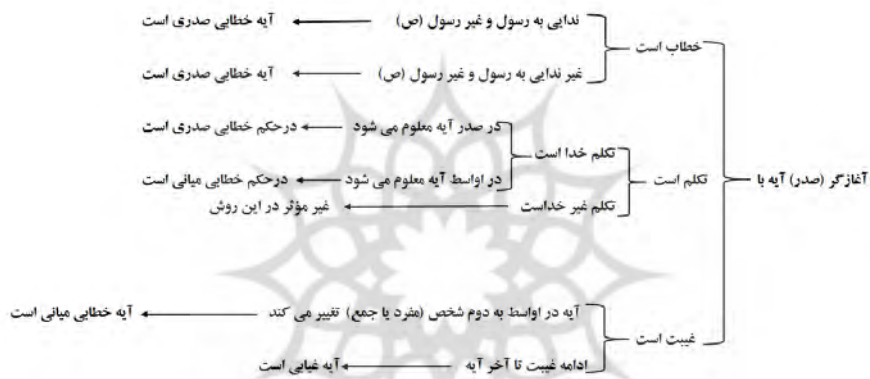 ندایی به رسول و غیر رسول (ص) آیه خطابی صدری است
خطاب است
غیر ندایی به رسول و غیر رسول (ص) آیه خطابی صدری است
در صدر آیه معلوم می شود درحکم خطابی صدری است
تکلم خدا است
در اواسط آیه معلوم می شود درحکم خطابی میانی است
آغازگر (صدر) آیه با تکلم است
تکلم غیر خداست غیر مؤثر در این روش
آیه در اواسط به دوم شخص (مفرد یا جمع) تغییر می کند آیه خطابی میانی است
غیبت است
ادامه غیبت تا آخر آیه آیه غیابی است